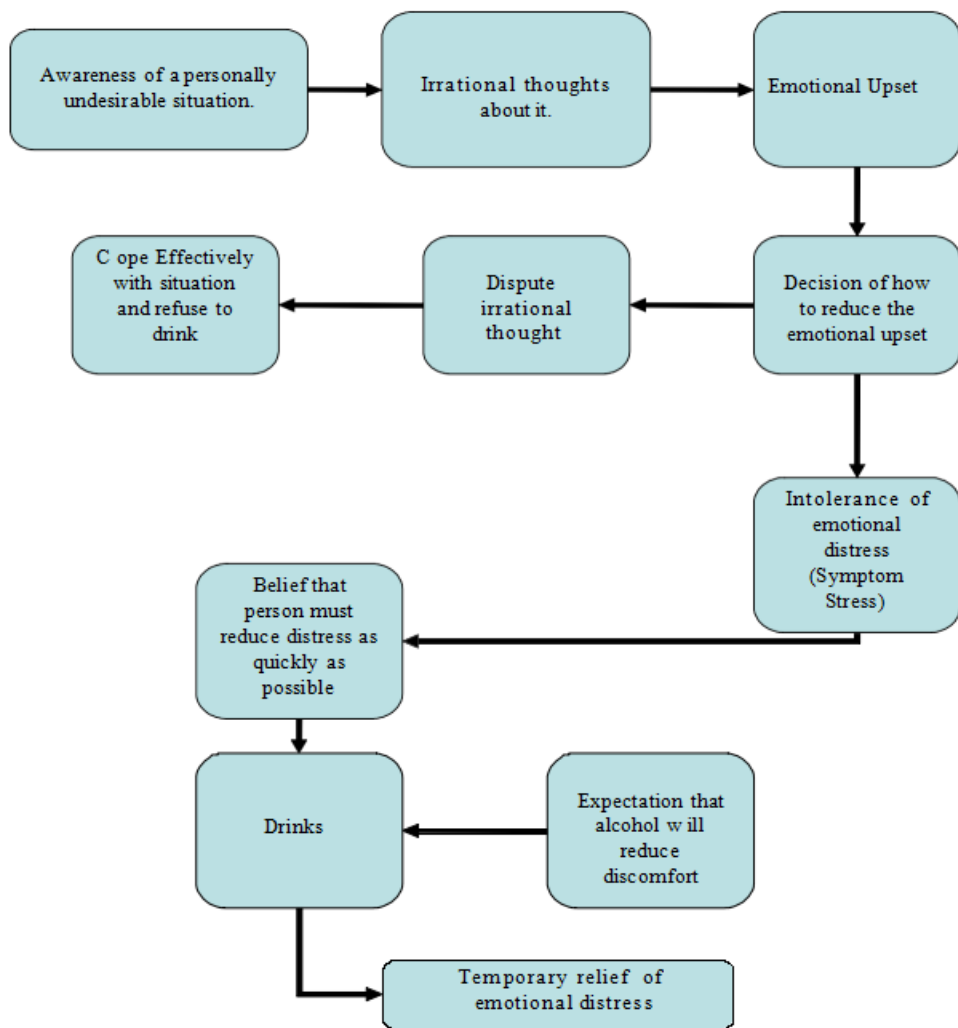 Awareness of a personally
undesirable situation.
Irrational thoughts
about it.
Emotional Upset
C ope Effectively
with situation
and refuse to
drink
Dispute
irrational
thought
Decision of how
to reduce the
emotional upset
Intolerance of
emotional
distress
(Symptom
Stress)
Belief that
person must
reduce distress as
quickly as
possible
Drinks
Expectation that
alcohol w ill
reduce
discomfort
Temporary relief of
emotional distress